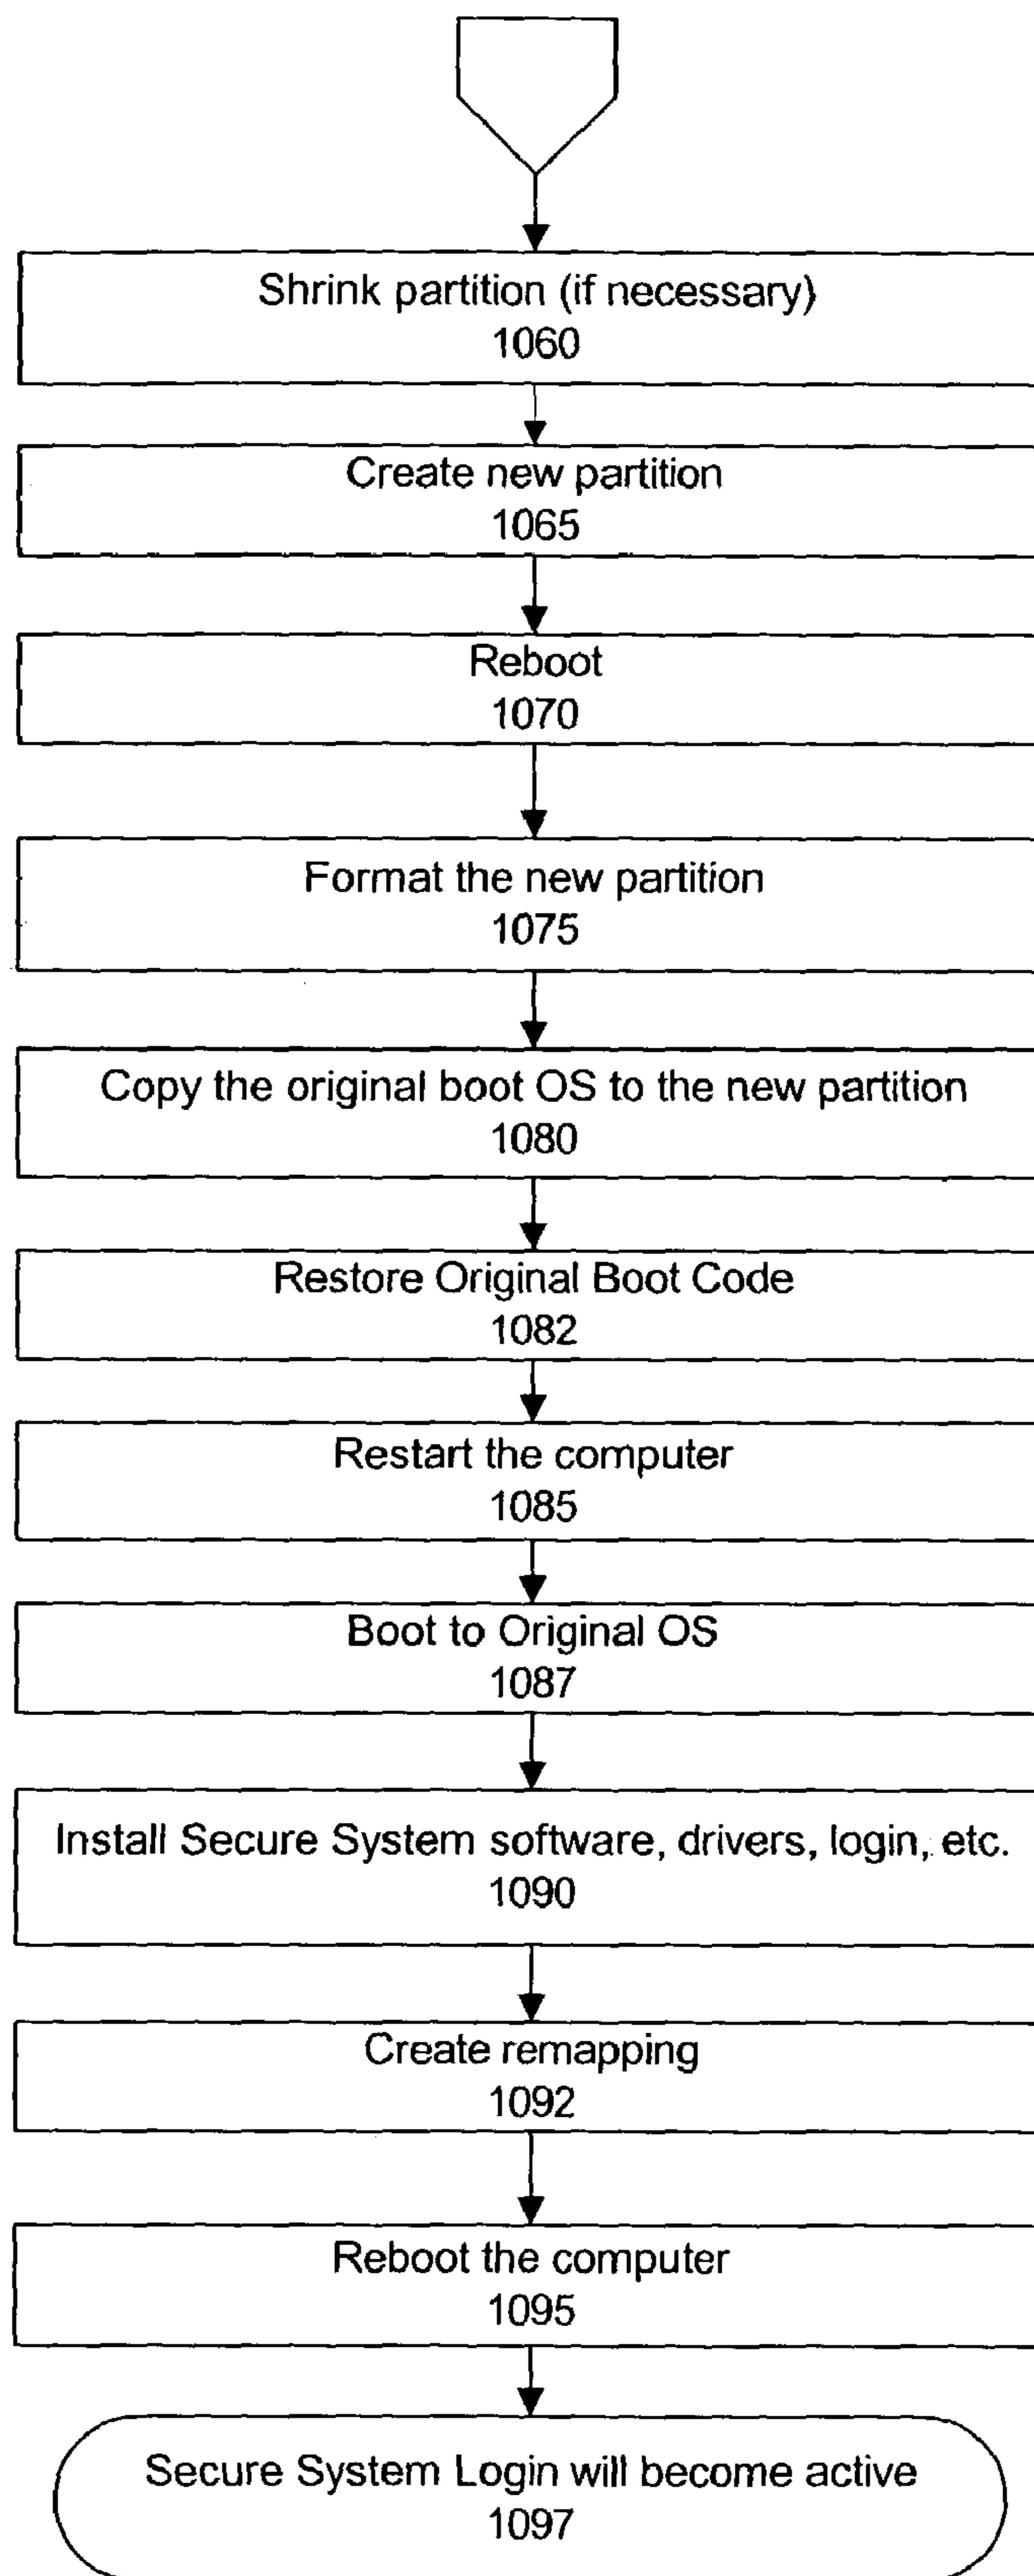 Shrink partition (if necessary)
1060
Create new partition
1065
Reboot
1070
Format the new partition
1075
Copy the original boot OS to the new partition
1080
Restore Original Boot Code
1082
Restart the computer
1085
Boot to Original OS
1087
Install Secure System software, drivers, login, etc.
1090
Create remapping
1092
Reboot the computer
1095
Secure System Login will become active
1097